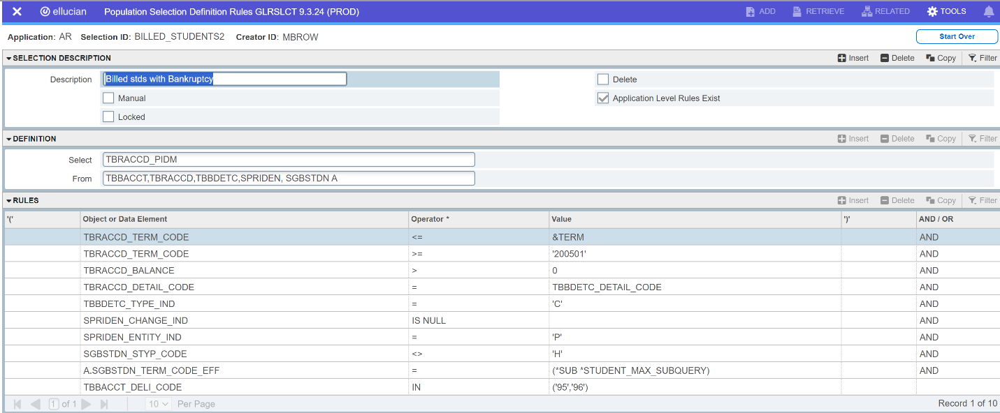 ellucian Population Selection Definition Rules GLRSLCT 9.3.24 (PROD) ADD RETRIEVE RELATED TOOLS
Application: AR Selection ID: BILLED_STUDENTS2 Creator ID: MBROW Start Over
SELECTION DESCRIPTION Insert Delete Copy Filter
Description Billed stds with Bankruptcy Delete
Manual Application Level Rules Exist
Locked
DEFINITION Insert Delete Copy Filter
Select TBRACCD_PIDM
From TBBACCT,TBRACCD,TBBDETC,SPRIDEN, SGBSTDN A
RULES Insert Delete Copy Filter
'(' Object or Data Element Operator * Value ')' AND / OR
TBRACCD_TERM_CODE <= &TERM AND
TBRACCD_TERM_CODE >= '200501' AND
TBRACCD_BALANCE > 0 AND
TBRACCD_DETAIL_CODE = TBBDETC_DETAIL_CODE AND
TBBDETC_TYPE_IND = 'C' AND
SPRIDEN_CHANGE_IND IS NULL AND
SPRIDEN_ENTITY_IND = 'P' AND
SGBSTDN_STYP_CODE <> 'H' AND
A.SGBSTDN_TERM_CODE_EFF = (*SUB *STUDENT_MAX_SUBQUERY) AND
TBBACCT_DELI_CODE IN ('95','96')
1 of 1 10 Per Page Record 1 of 10